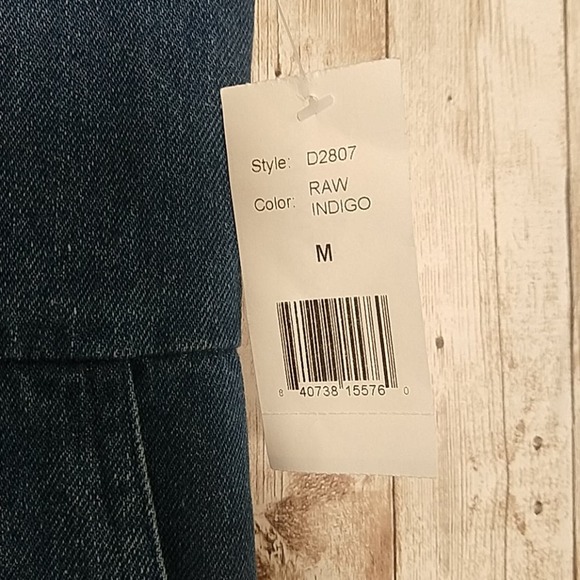 Style: D2807
Color: RAW
INDIGO
M
8 40738 15576 0